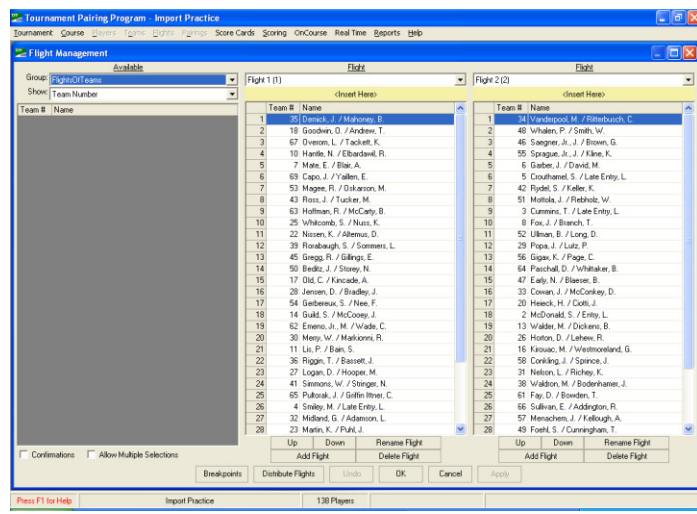 Tournament Pairing Program - Import Practice
Tournament Course Players Teams Flights Pairings Score Cards Scoring OnCourse Real Time Reports Help
Flight Management
Available
Group: FlightsOfTeams
Show: Team Number
Team # Name
Flight
Flight 1 (1)
<Insert Here>
Team # Name
1 35 Demick, J. / Mahoney, B.
2 18 Goodwin, O. / Andrew, T.
3 67 Overom, L. / Tackett, K.
4 10 Hantle, N. / Elbardawil, R.
5 7 Mate, E. / Blair, A.
6 69 Capo, J. / Yaillen, E.
7 53 Magee, R. / Oskarson, M.
8 43 Ross, J. / Tucker, M.
9 63 Hoffman, R. / McCarty, B.
10 25 Whitcomb, S. / Nuss, K.
11 22 Nissen, K. / Altemus, D.
12 39 Rorabaugh, S. / Sommers, L.
13 45 Gregg, R. / Gillings, E.
14 50 Beditz, J. / Storey, N.
15 17 Old, C. / Kincade, A.
16 28 Jensen, D. / Bradley, J.
17 54 Gerbereux, S. / Nee, F.
18 14 Guild, S. / McCooey, J.
19 62 Emeno, Jr., M. / Wade, C.
20 30 Merry, W. / Markionni, R.
21 11 Lis, P. / Bain, S.
22 36 Riggin, T. / Bassett, J.
23 27 Logan, D. / Hooper, M.
24 41 Simmons, W. / Stringer, N.
25 65 Pultorak, J. / Griffin Ittner, C.
26 4 Smiley, M. / Late Entry, L.
27 32 Midland, G. / Adamson, L.
28 23 Martin, K. / Puhl, J.
Up Down Rename Flight
Add Flight Delete Flight
Flight
Flight 2 (2)
<Insert Here>
Team # Name
1 34 Vanderpool, M. / Ritterbusch, C.
2 48 Whalen, P. / Smith, W.
3 46 Saegner, Jr., J. / Brown, G.
4 55 Sprague, Jr., J. / Kline, K.
5 6 Garber, J. / David, M.
6 5 Crouthamel, S. / Late Entry, L.
7 42 Rydel, S. / Keller, K.
8 51 Mottola, J. / Rebholz, W.
9 3 Cummins, T. / Late Entry, L.
10 8 Fox, J. / Branch, T.
11 52 Ullman, B. / Long, D.
12 29 Popa, J. / Lutz, P.
13 56 Gigax, K. / Page, C.
14 64 Paschall, D. / Whittaker, B.
15 47 Early, N. / Blaeser, B.
16 33 Cowan, J. / McConkey, D.
17 20 Heieck, H. / Ciotti, J.
18 2 McDonald, S. / Entry, L.
19 13 Walder, M. / Dickens, B.
20 26 Horton, D. / Lehew, R.
21 16 Kirouac, M. / Westmoreland, G.
22 58 Conkling, J. / Sprince, J.
23 31 Nelson, L. / Richey, K.
24 38 Waldron, M. / Bodenhamer, J.
25 61 Fay, D. / Bowden, T.
26 66 Sullivan, E. / Addington, R.
27 57 Menachem, J. / Kellough, A.
28 49 Foehl, S. / Cunningham, T.
Up Down Rename Flight
Add Flight Delete Flight
Confirmations Allow Multiple Selections
Breakpoints Distribute Flights Undo OK Cancel Apply
Press F1 for Help Import Practice 138 Players